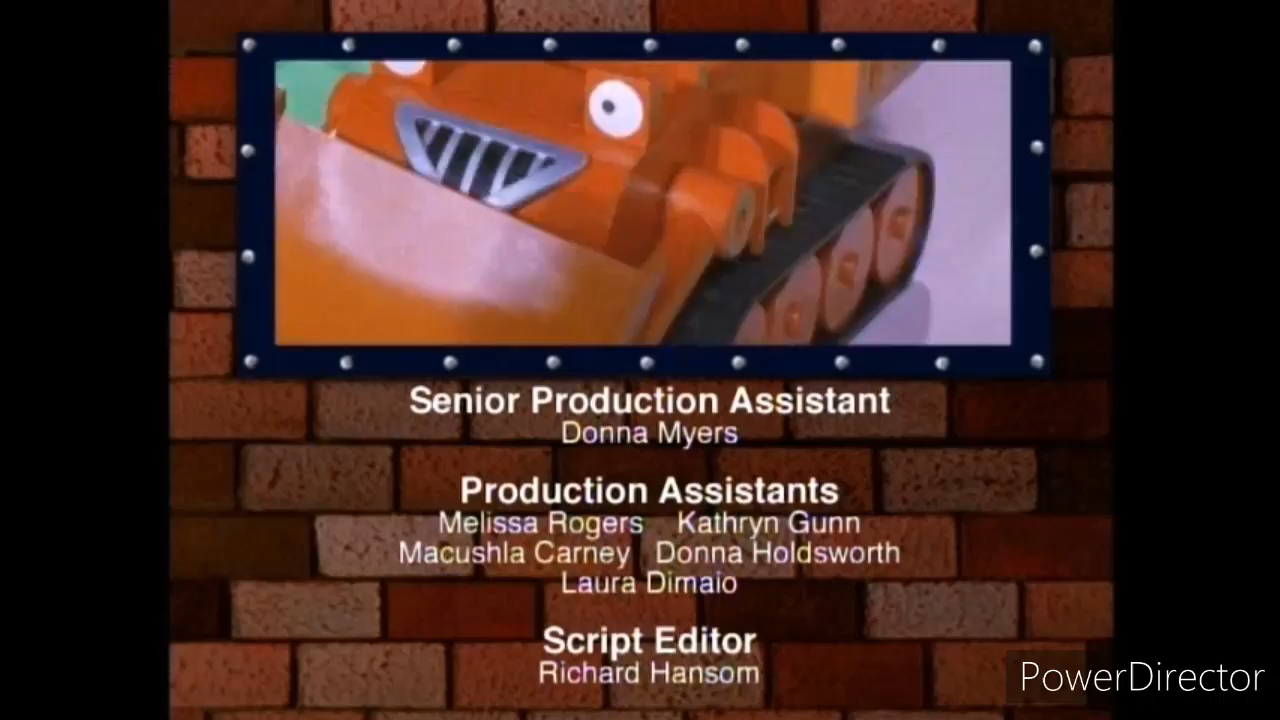 Senior Production Assistant
Donna Myers
Production Assistants
Melissa Rogers Kathryn Gunn
Macushla Carney Donna Holdsworth
Laura Dimaio
Script Editor
Richard Hansom
PowerDirector